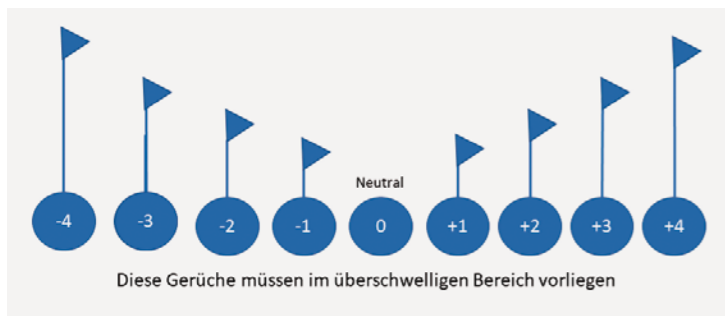 Neutral
-4 -3 -2 -1 0 +1 +2 +3 +4
Diese Gerüche müssen im überschwelligen Bereich vorliegen